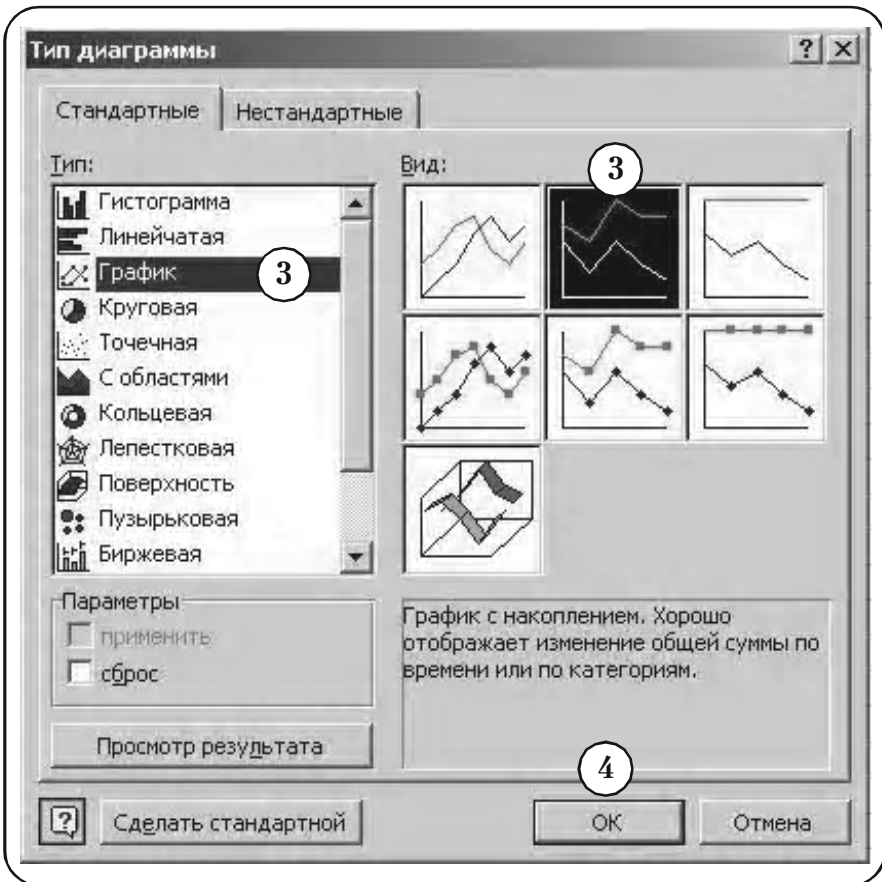 Тип диаграммы
Стандартные Нестандартные
Тип:
Гистограмма
Линейчатая
График 3
Круговая
Точечная
С областями
Кольцевая
Лепестковая
Поверхность
Пузырьковая
Биржевая
Вид:
3
Параметры
применить
сброс
График с накоплением. Хорошо
отображает изменение общей суммы по
времени или по категориям.
Просмотр результата
4
? Сделать стандартной ОК Отмена